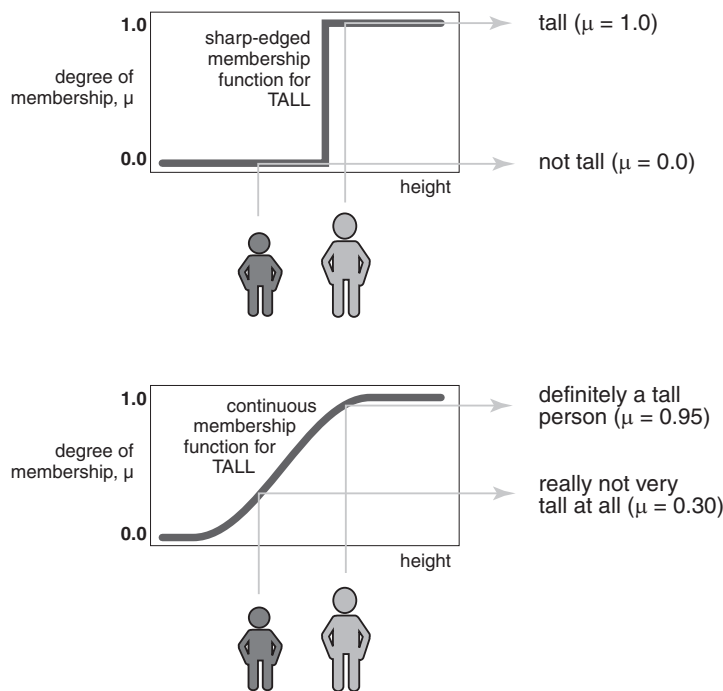 1.0
sharp-edged
membership
function for
TALL
degree of
membership, μ
0.0
height
tall (μ = 1.0)
not tall (μ = 0.0)
1.0
continuous
membership
function for
TALL
degree of
membership, μ
0.0
height
definitely a tall
person (μ = 0.95)
really not very
tall at all (μ = 0.30)